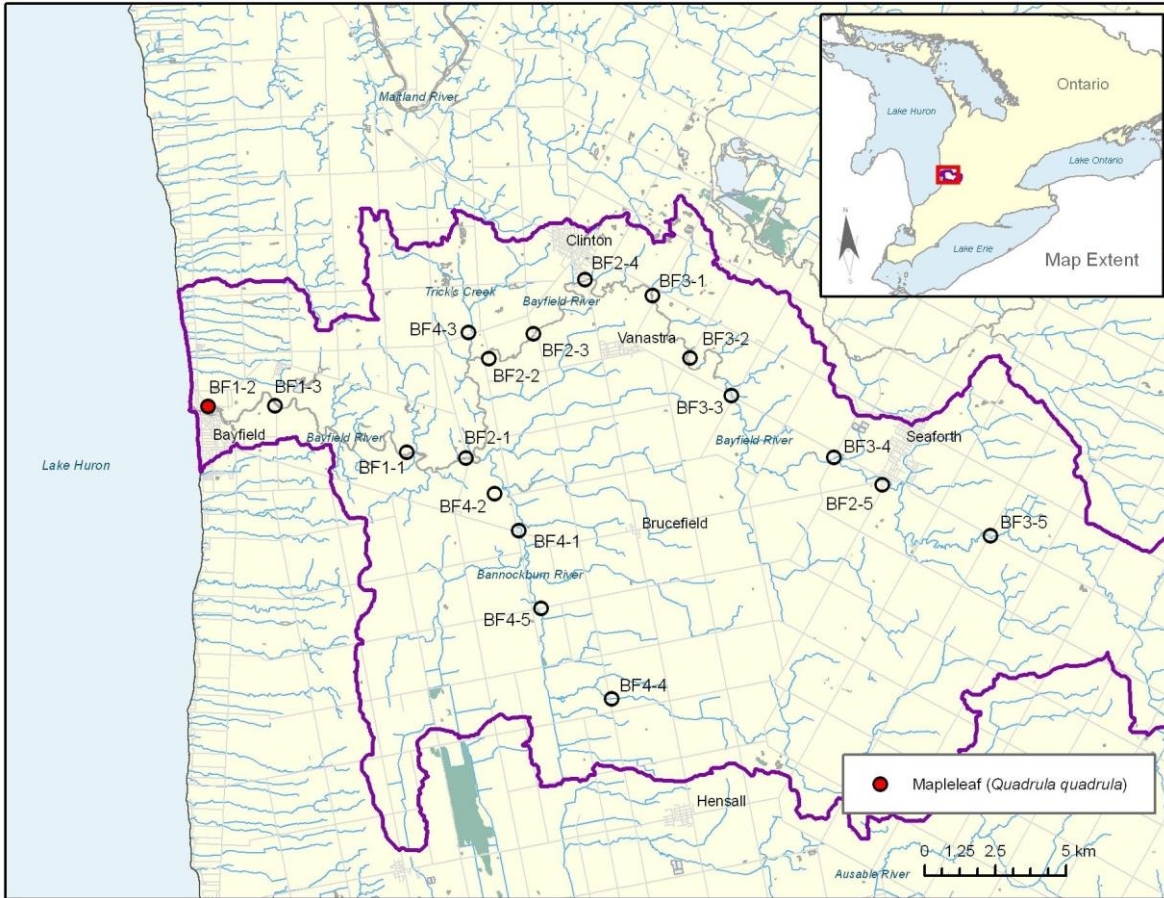 Maitland River
Ontario
Lake Huron
Lake Ontario
Lake Erie
N
S
Map Extent
Clinton
BF2-4
Trick's Creek
Bayfield River
BF3-1
BF4-3
BF2-3
Vanastra
BF3-2
BF2-2
BF3-3
BF1-2
BF1-3
Bayfield
Bayfield River
BF2-1
BF1-1
Bayfield River
Seaforth
BF3-4
Lake Huron
BF2-5
BF4-2
Brucefield
BF4-1
BF3-5
Bannockburn River
BF4-5
BF4-4
Mapleleaf (Quadrula quadrula)
Hensall
0 1.25 2.5 5 km
Ausable River